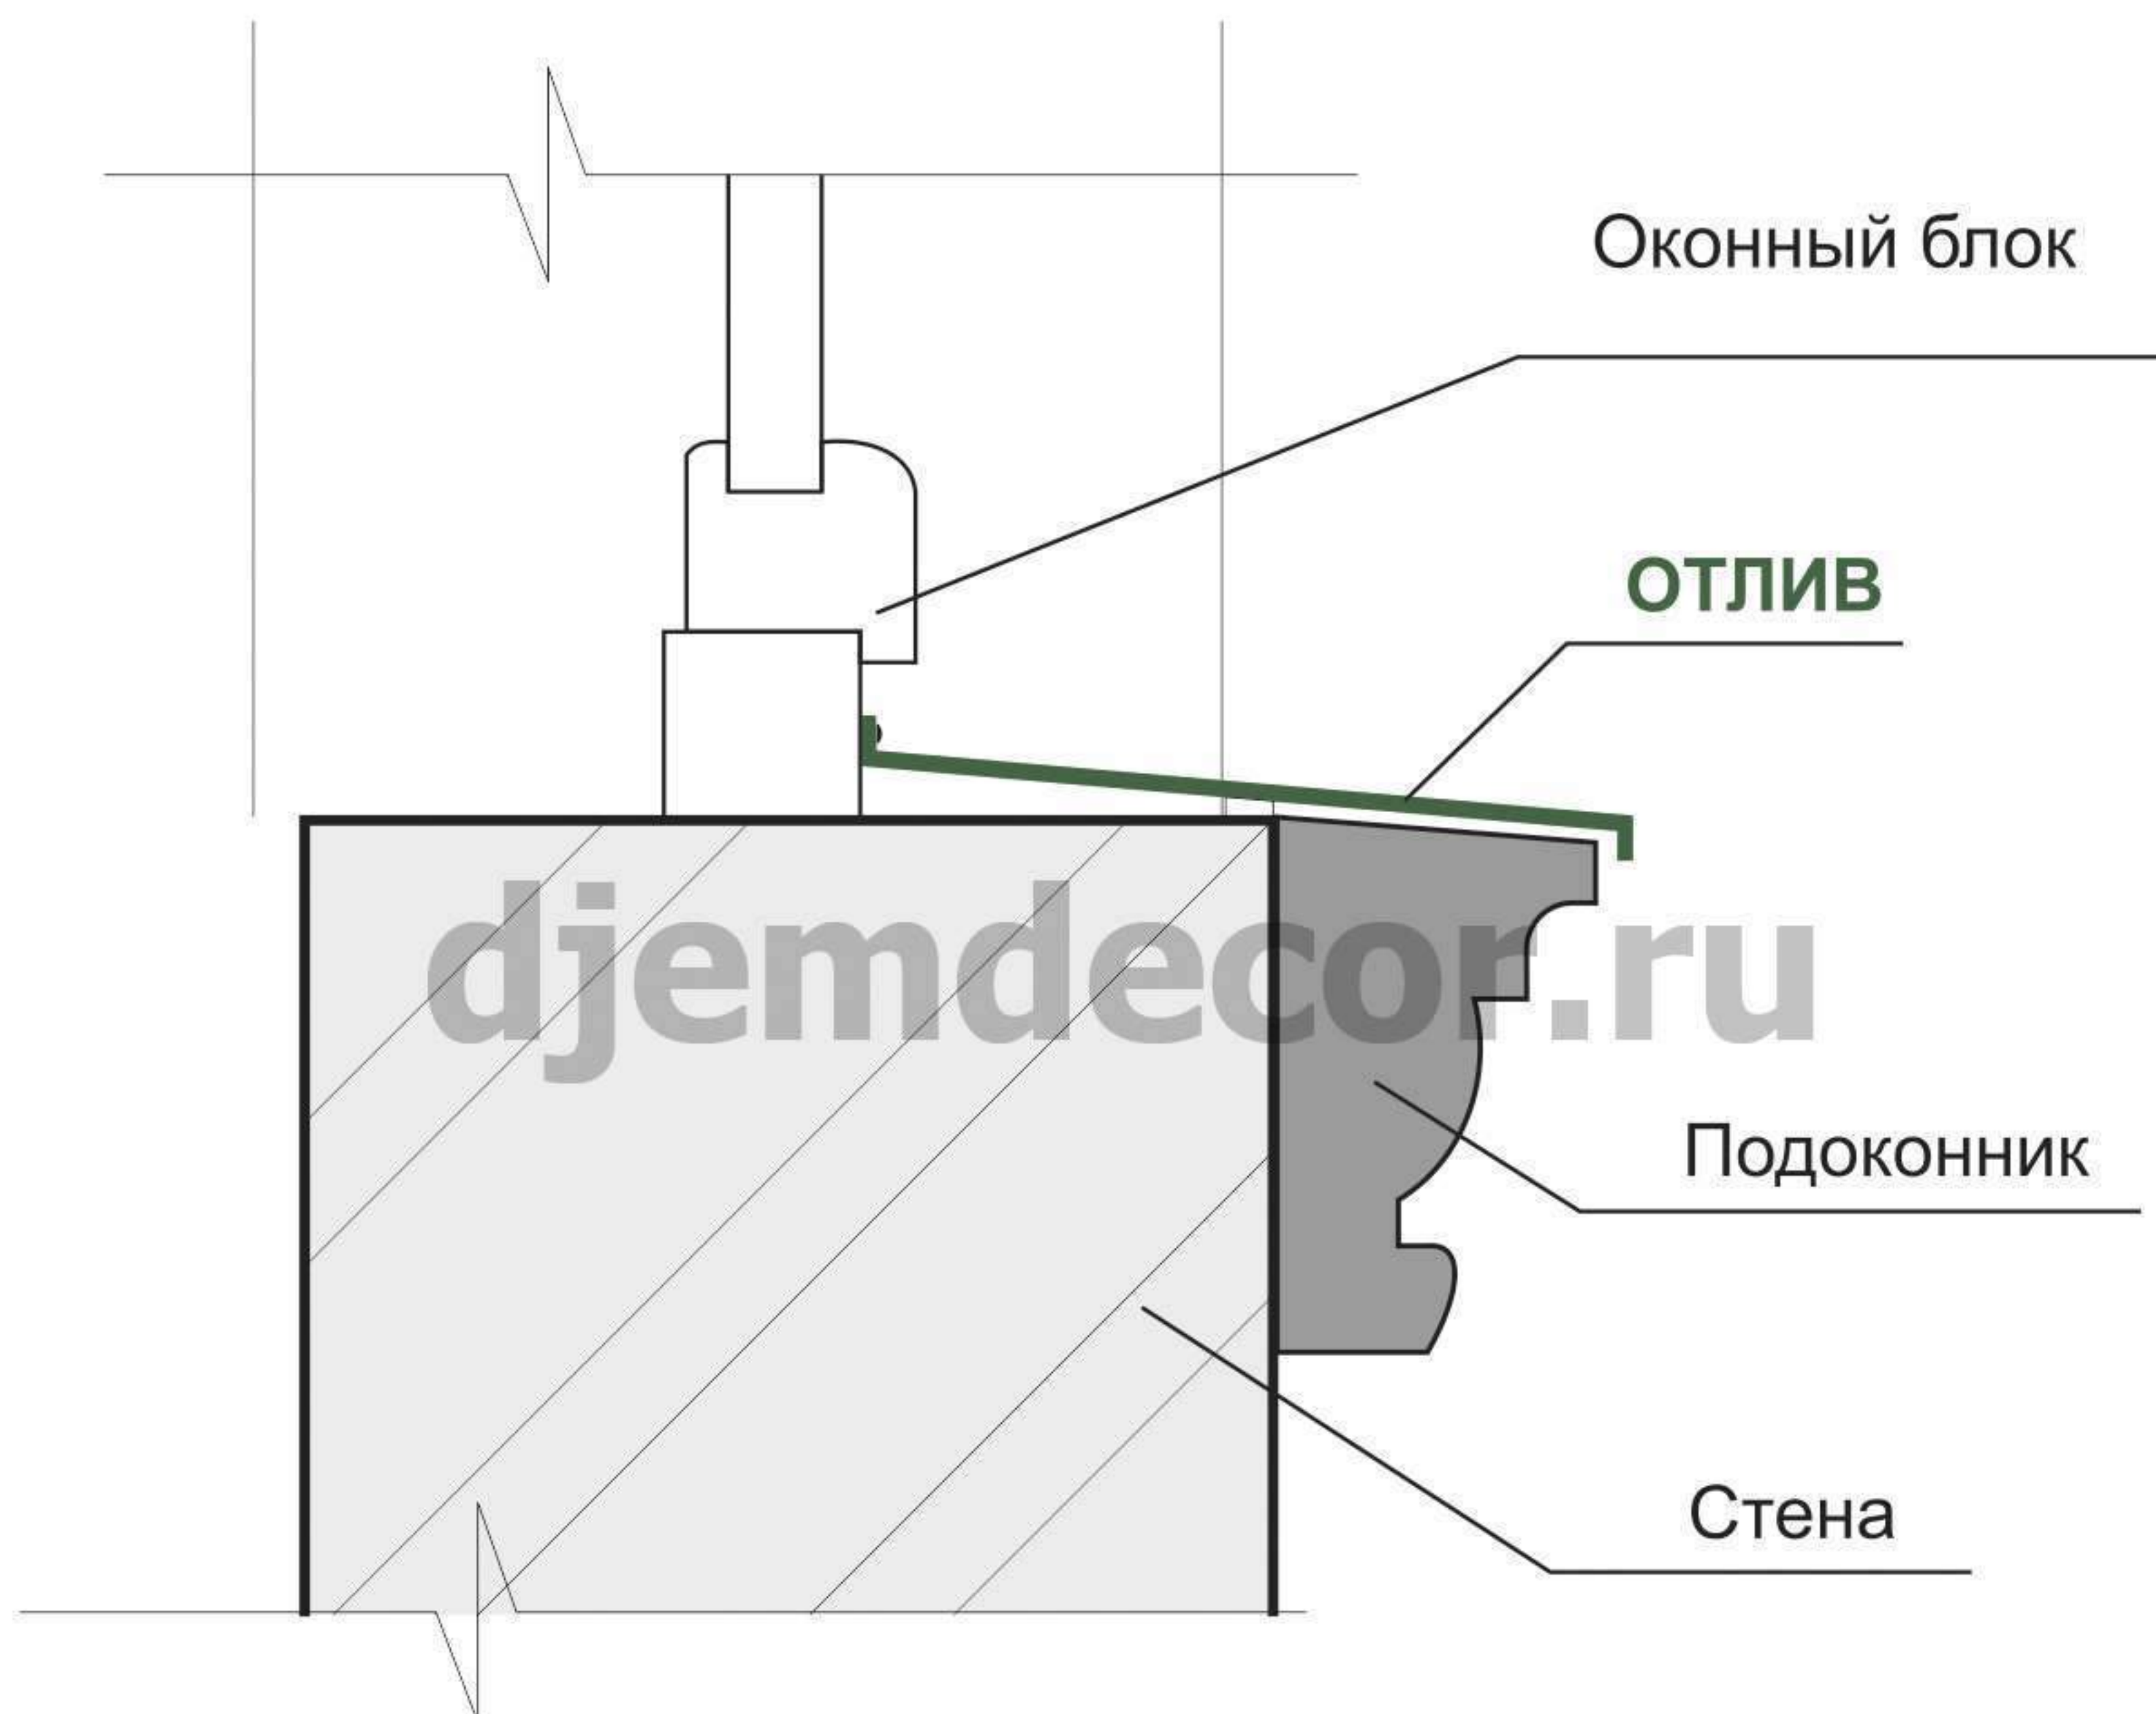 Оконный блок
ОТЛИВ
djemdecor.ru
Подоконник
Стена